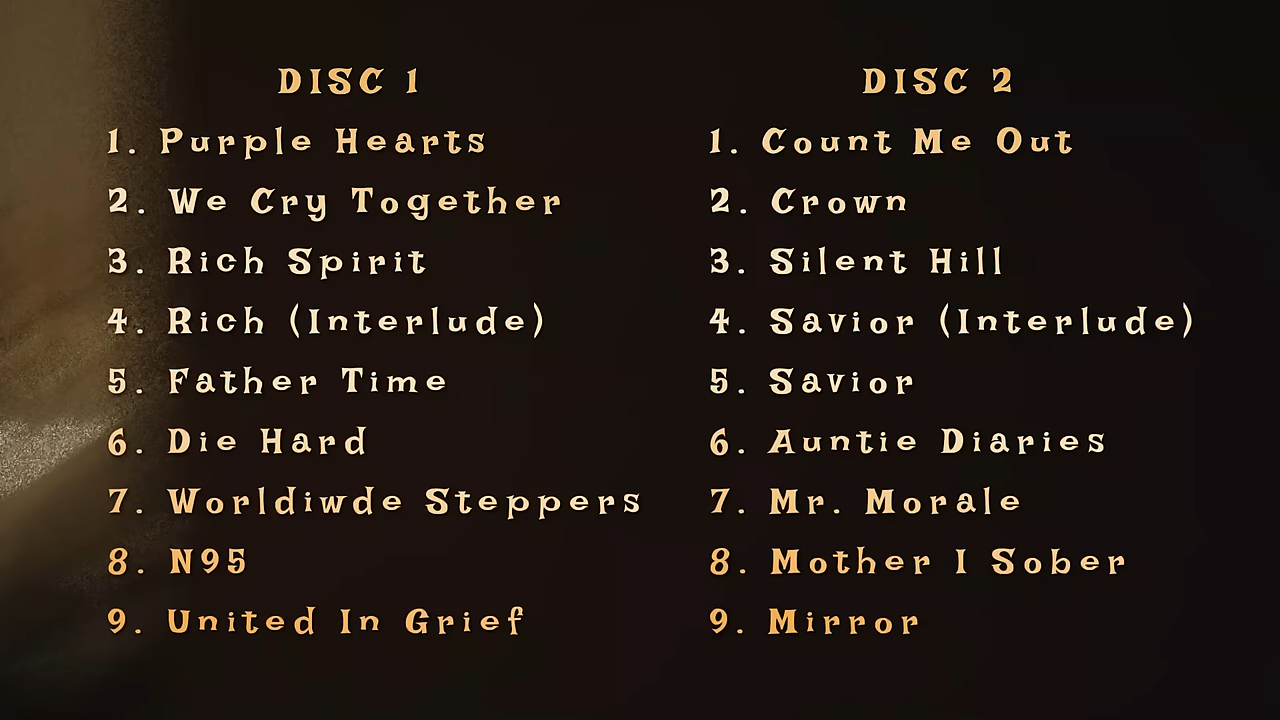 DISC 1
1. Purple Hearts
2. We Cry Together
3. Rich Spirit
4. Rich (Interlude)
5. Father Time
6. Die Hard
7. Worldiwde Steppers
8. N95
9. United In Grief
DISC 2
1. Count Me Out
2. Crown
3. Silent Hill
4. Savior (Interlude)
5. Savior
6. Auntie Diaries
7. Mr. Morale
8. Mother I Sober
9. Mirror